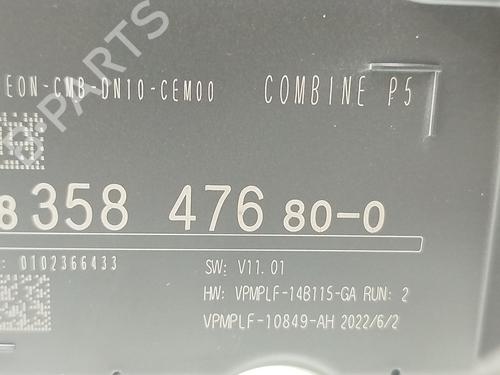 EON-CMB-DN10-CEM00 COMBINE P5
8 358 476 80-0
: 0102366433
SW: V11.01
HW: VPMPLF-14B115-GA RUN: 2
VPMPLF-10849-AH 2022/6/2
B-PARTS